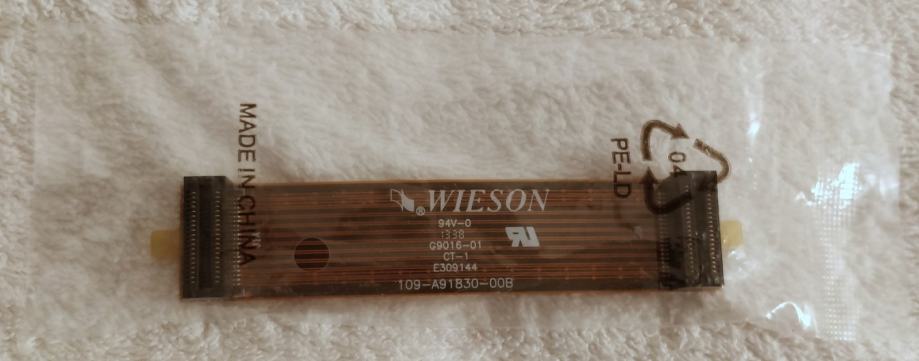 MADE IN CHINA
PE-LD
04
WIESON
94V-0
1338
G9016-01
CT-1
E309144
109-A91830-00B